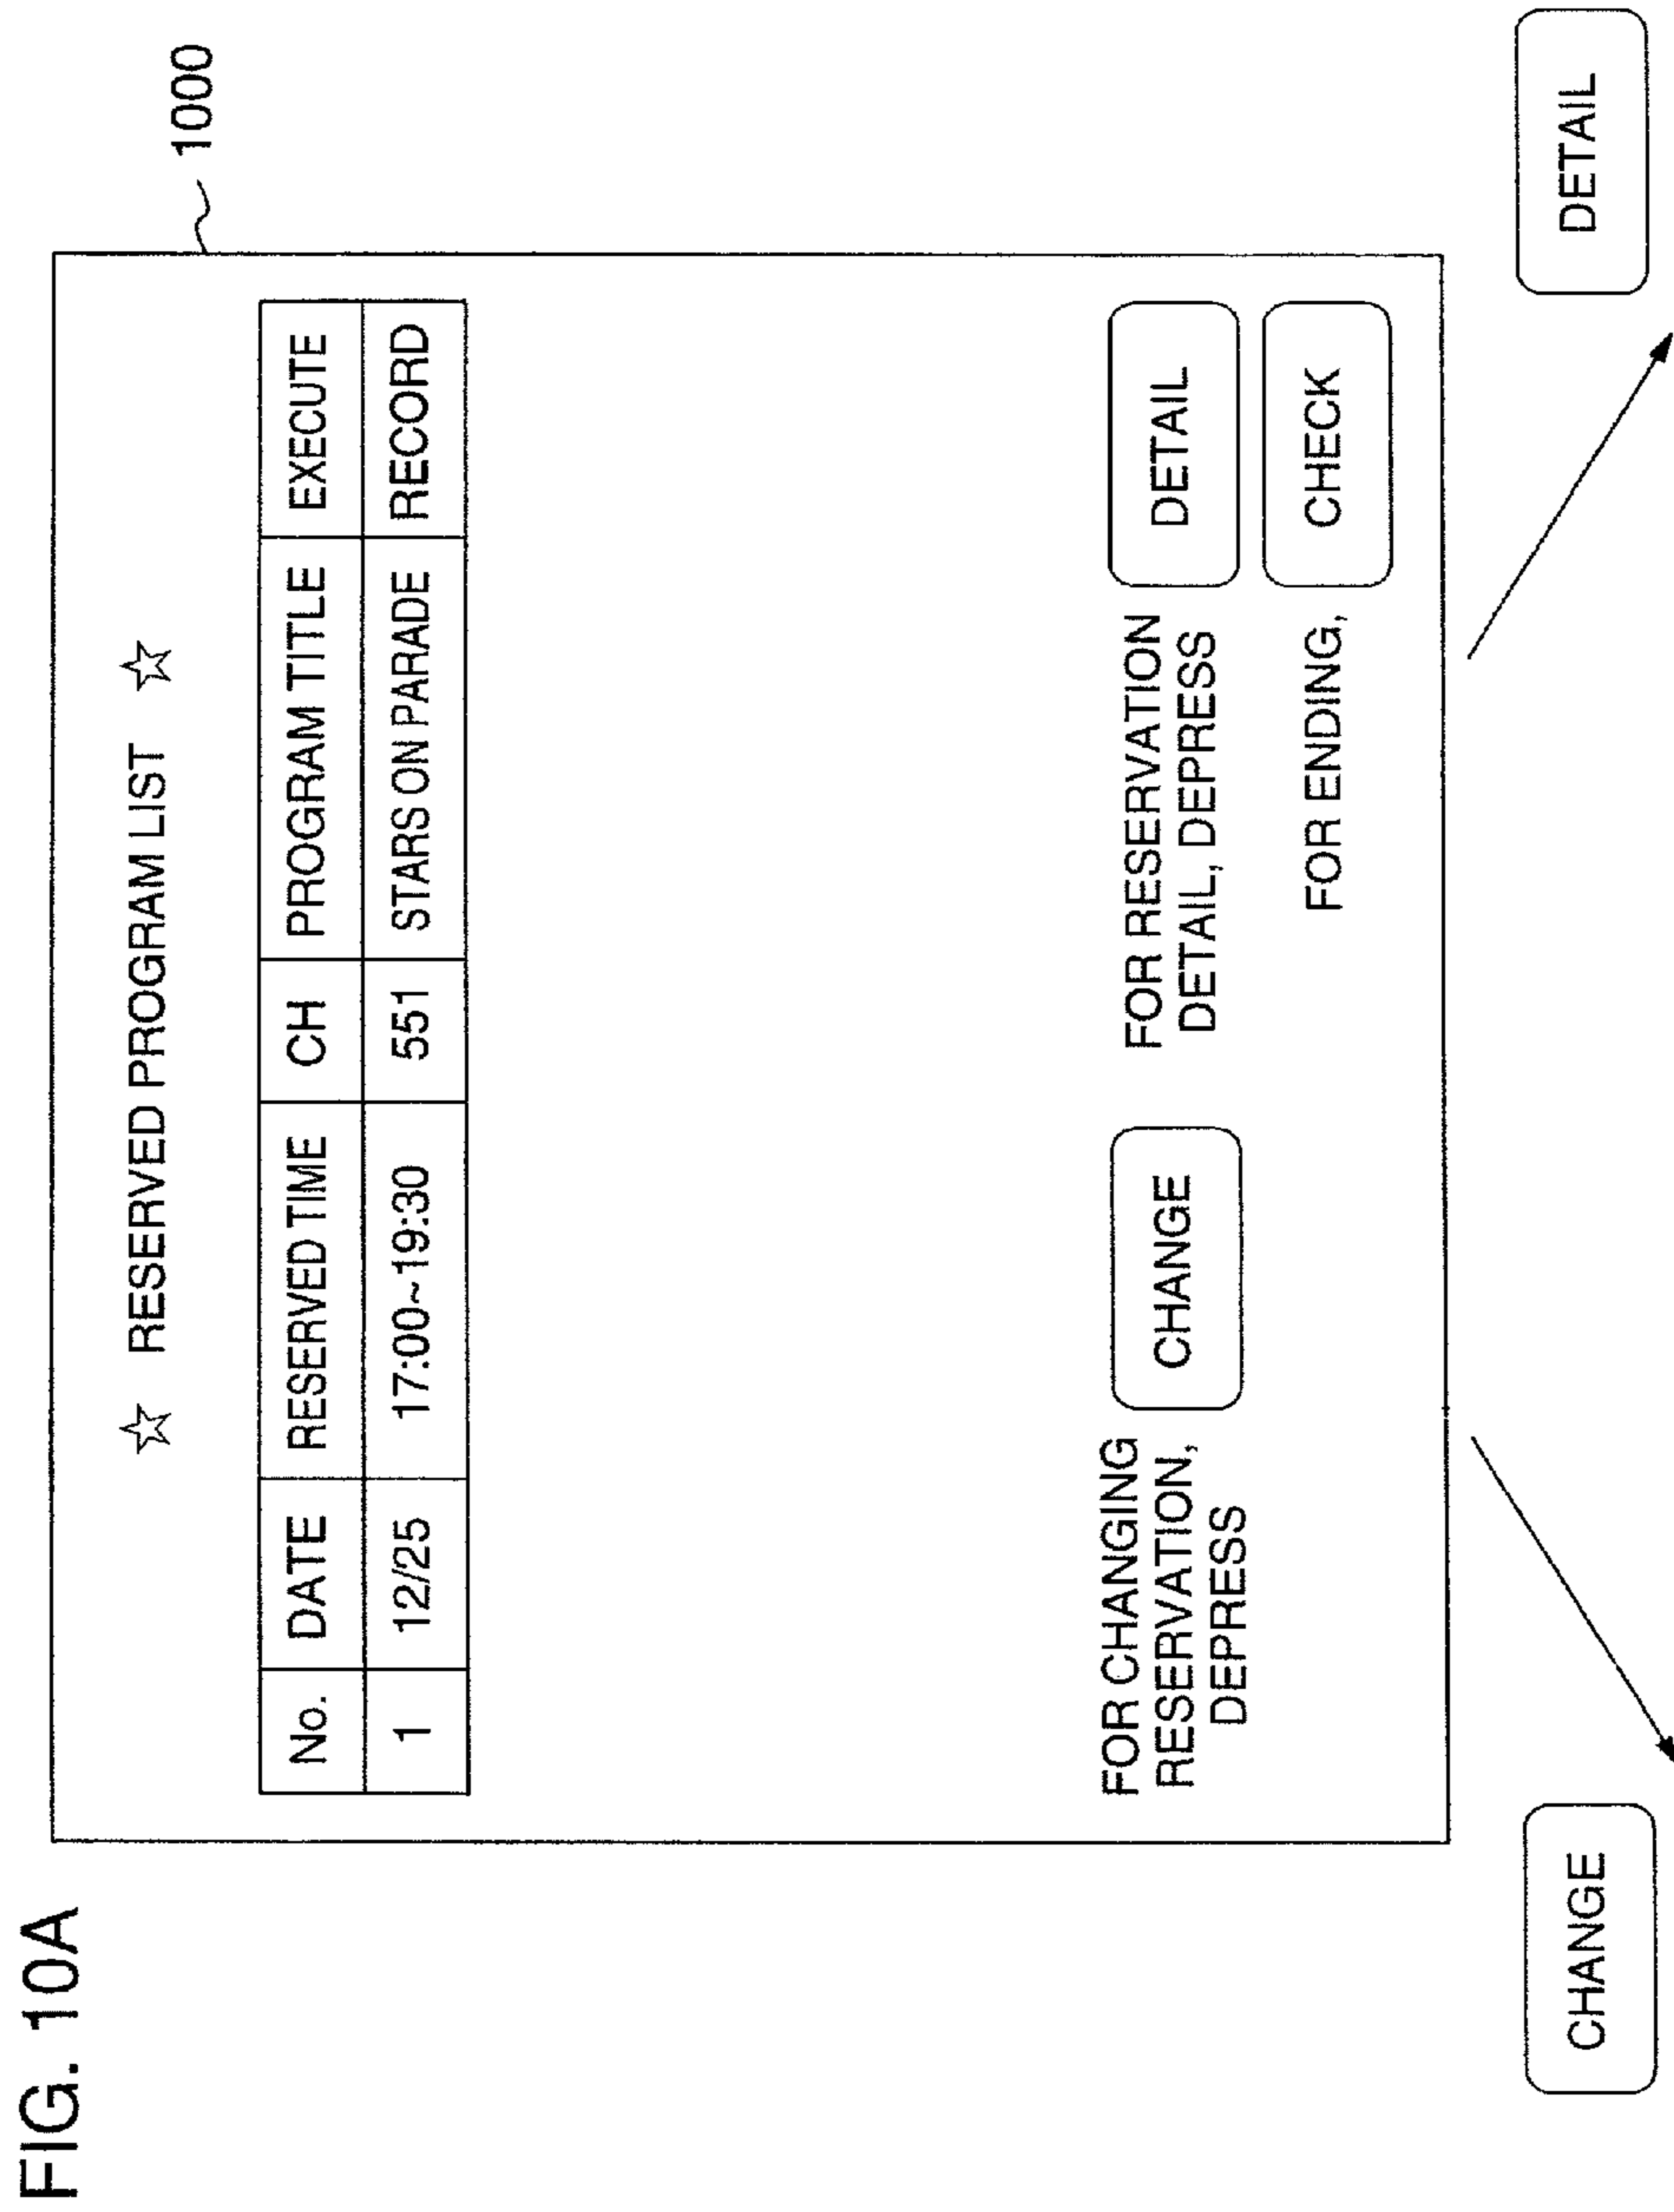 FIG. 10A
1000
☆ RESERVED PROGRAM LIST ☆
No. DATE RESERVED TIME CH PROGRAM TITLE EXECUTE
1 12/25 17:00~19:30 551 STARS ON PARADE RECORD
FOR CHANGING
RESERVATION,
DEPRESS
CHANGE
FOR RESERVATION
DETAIL, DEPRESS
DETAIL
FOR ENDING,
CHECK
CHANGE
DETAIL